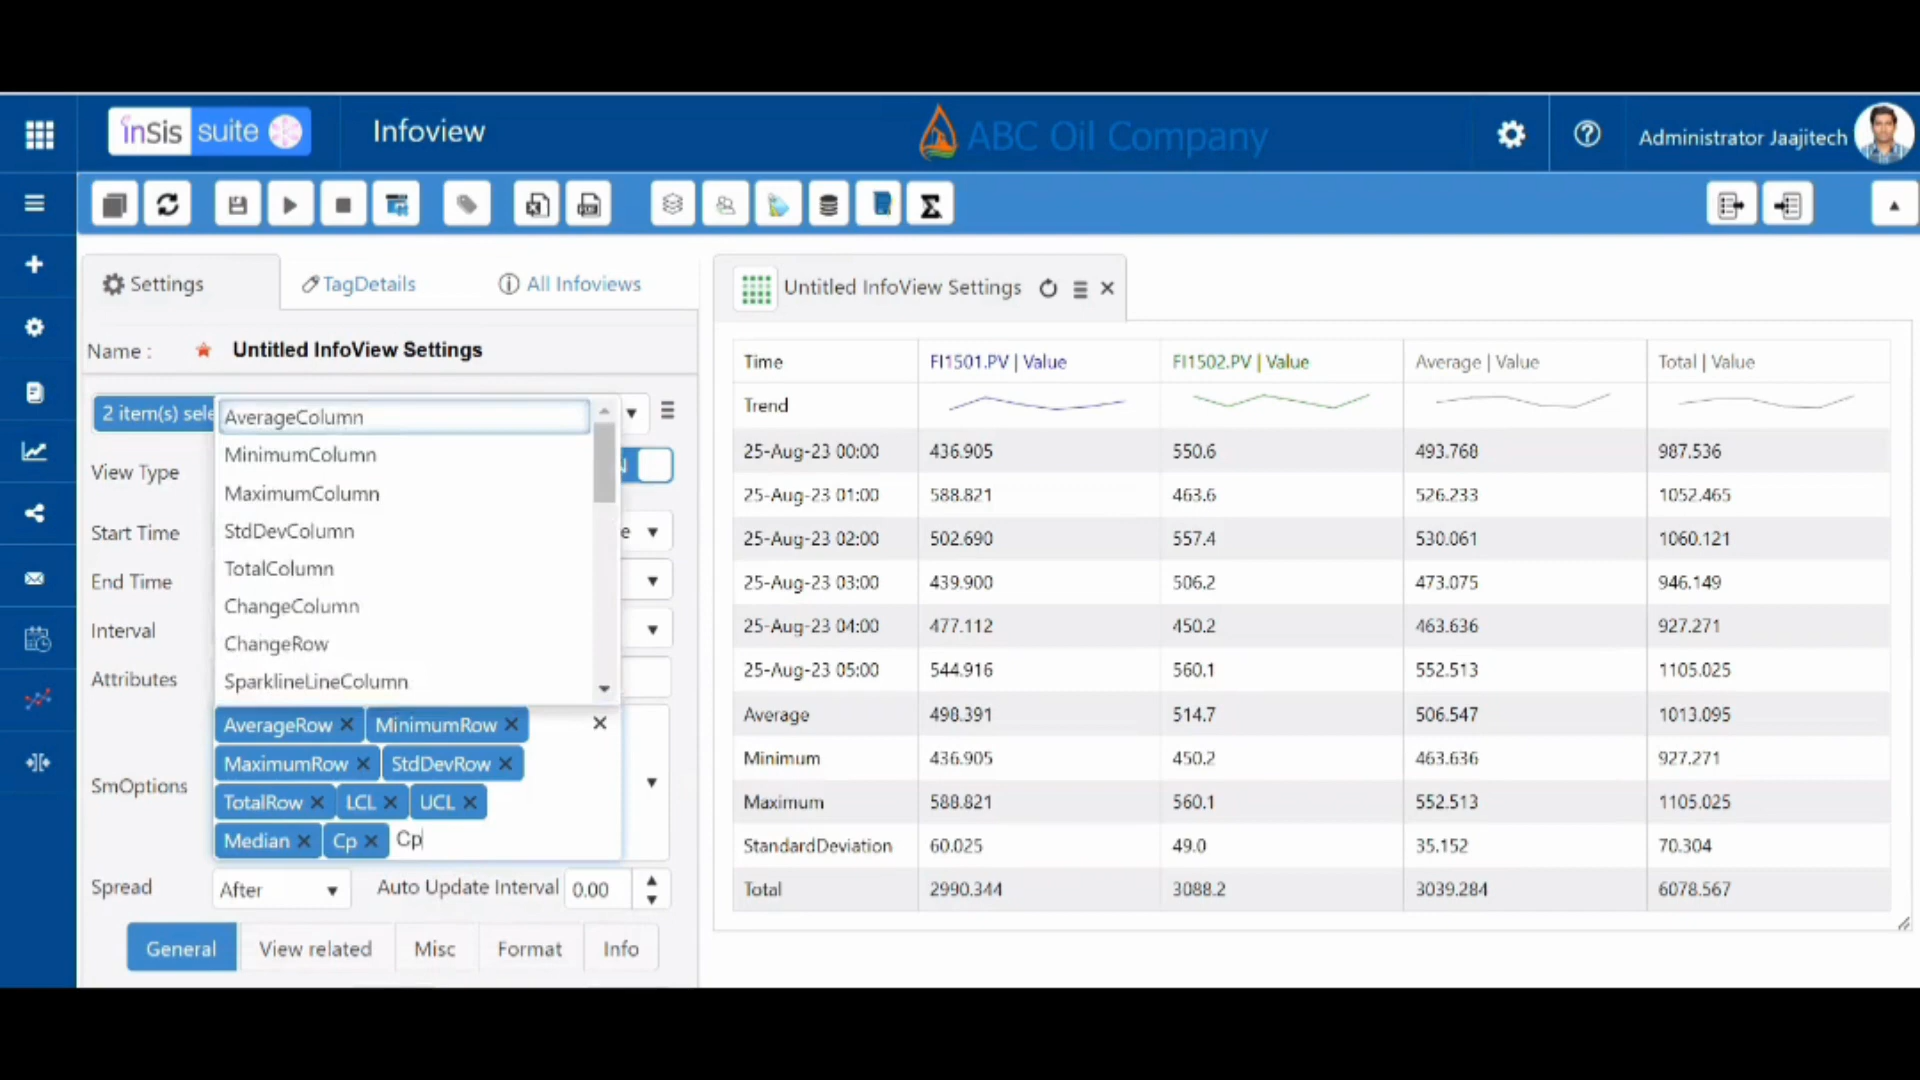 inSis suite
Infoview
ABC Oil Company
Administrator Jaajitech
Settings
TagDetails
All Infoviews
Name :
Untitled InfoView Settings
2 item(s) sele
AverageColumn
MinimumColumn
MaximumColumn
StdDevColumn
TotalColumn
ChangeColumn
ChangeRow
SparklineLineColumn
View Type
Start Time
e
End Time
Interval
Attributes
SmOptions
AverageRow MinimumRow
MaximumRow StdDevRow
TotalRow LCL UCL
Median Cp Cp
Spread After Auto Update Interval 0.00
General View related Misc Format Info
Untitled InfoView Settings
Time FI1501.PV | Value FI1502.PV | Value Average | Value Total | Value
Trend
25-Aug-23 00:00 436.905 550.6 493.768 987.536
25-Aug-23 01:00 588.821 463.6 526.233 1052.465
25-Aug-23 02:00 502.690 557.4 530.061 1060.121
25-Aug-23 03:00 439.900 506.2 473.075 946.149
25-Aug-23 04:00 477.112 450.2 463.636 927.271
25-Aug-23 05:00 544.916 560.1 552.513 1105.025
Average 498.391 514.7 506.547 1013.095
Minimum 436.905 450.2 463.636 927.271
Maximum 588.821 560.1 552.513 1105.025
StandardDeviation 60.025 49.0 35.152 70.304
Total 2990.344 3088.2 3039.284 6078.567